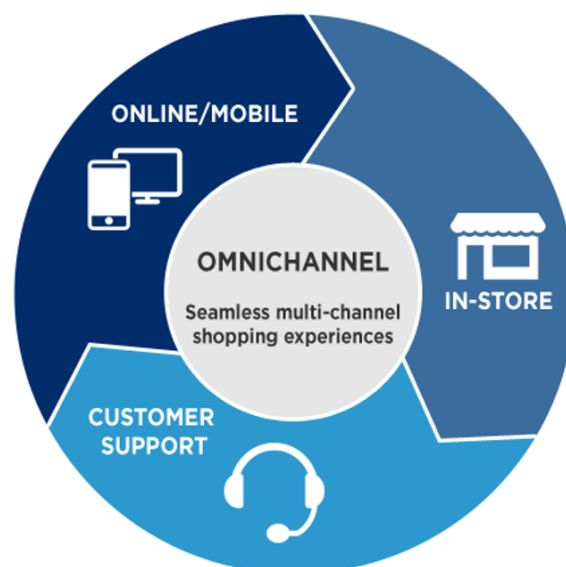 ONLINE/MOBILE
OMNICHANNEL
Seamless multi-channel
shopping experiences
IN-STORE
CUSTOMER
SUPPORT